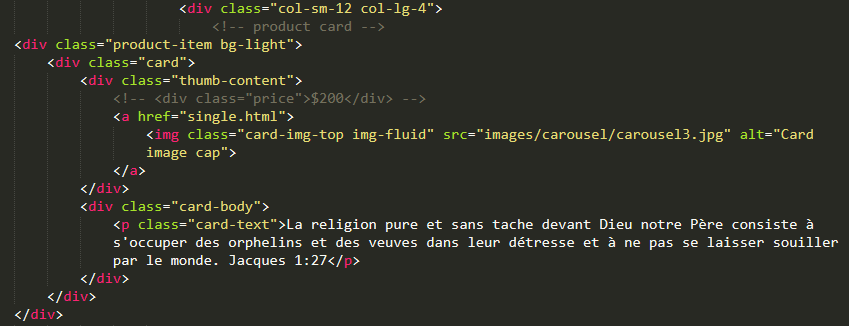 <div class="col-sm-12 col-lg-4">
<!-- product card -->
<div class="product-item bg-light">
<div class="card">
<div class="thumb-content">
<!-- <div class="price">$200</div> -->
<a href="single.html">
<img class="card-img-top img-fluid" src="images/carousel/carousel3.jpg" alt="Card
image cap">
</a>
</div>
<div class="card-body">
<p class="card-text">La religion pure et sans tache devant Dieu notre Père consiste à
s'occuper des orphelins et des veuves dans leur détresse et à ne pas se laisser souiller
par le monde. Jacques 1:27</p>
</div>
</div>
</div>